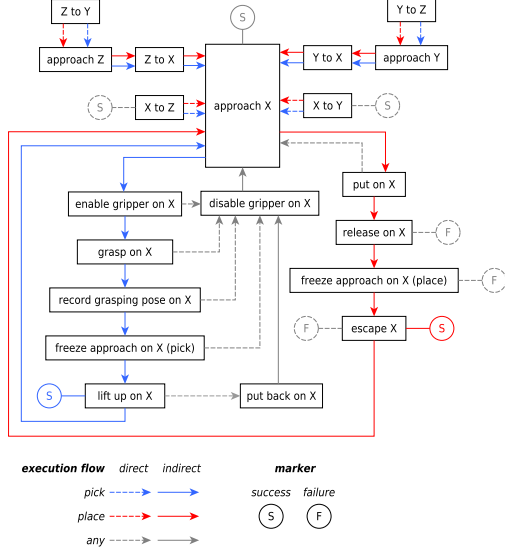 Z to Y
Y to Z
S
approach Z
Z to X
Y to X
approach Y
S
X to Z
approach X
X to Y
S
put on X
enable gripper on X
disable gripper on X
release on X
F
grasp on X
freeze approach on X (place)
F
record grasping pose on X
F
escape X
S
freeze approach on X (pick)
S
lift up on X
put back on X
execution flow direct indirect
marker
pick
success failure
place
S
F
any